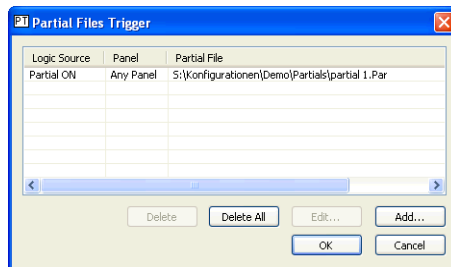 PT Partial Files Trigger
Logic Source Panel Partial File
Partial ON Any Panel S:\Konfigurationen\Demo\Partials\partial 1.Par
Delete Delete All Edit... Add...
OK Cancel